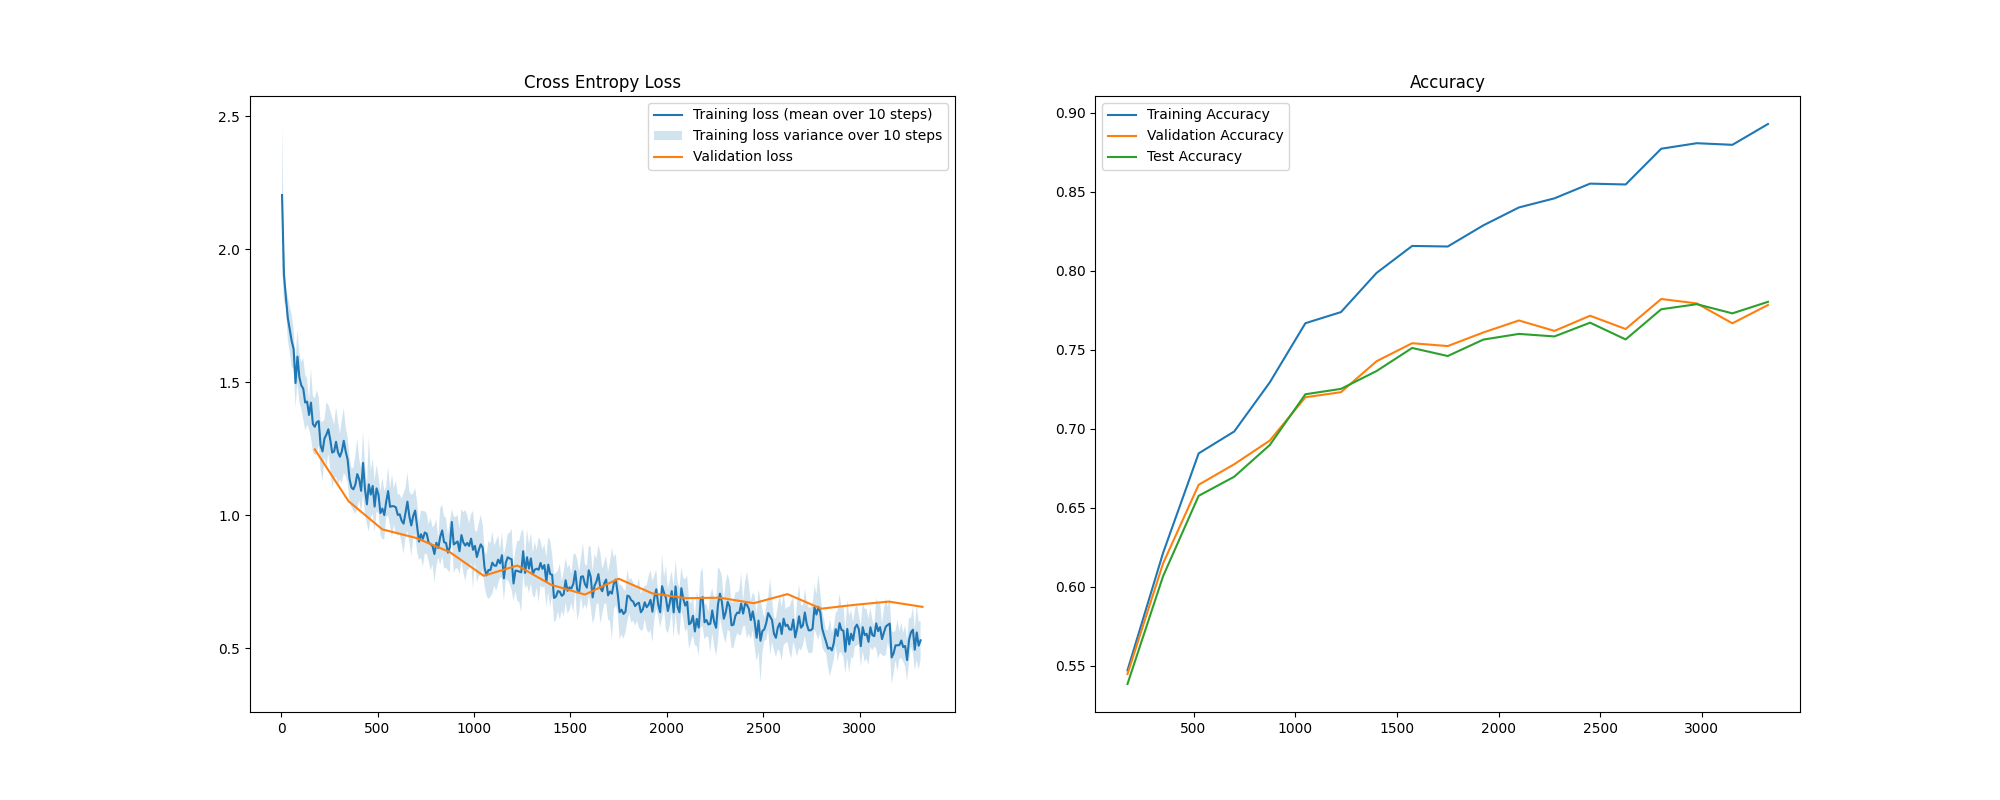 Cross Entropy Loss
2.5
2.0
1.5
1.0
0.5
0 500 1000 1500 2000 2500 3000
Training loss (mean over 10 steps)
Training loss variance over 10 steps
Validation loss
Accuracy
0.90
0.85
0.80
0.75
0.70
0.65
0.60
0.55
500 1000 1500 2000 2500 3000
Training Accuracy
Validation Accuracy
Test Accuracy